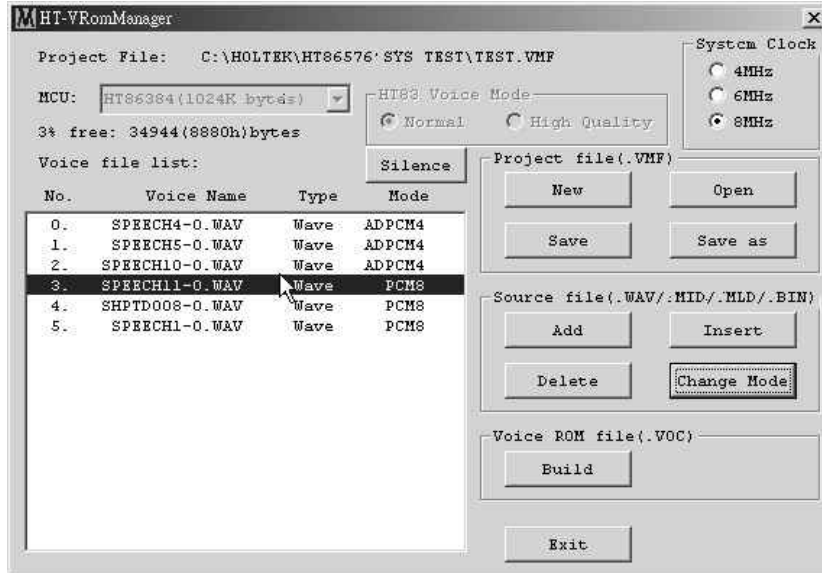 HT-VRomManager
Project File: C:\HOLTEK\HT86576'SYS TEST\TEST.VMF
System Clock
4MHz
6MHz
8MHz
MCU: HT86384(1024K bytes)
HT83 Voice Mode
Normal High Quality
3% free: 34944(8880h)bytes
Voice file list:
Silence
No. Voice Name Type Mode
0. SPEECH4-0.WAV Wave ADPCM4
1. SPEECH5-0.WAV Wave ADPCM4
2. SPEECH10-0.WAV Wave ADPCM4
3. SPEECH11-0.WAV Wave PCM8
4. SHPTD008-0.WAV Wave PCM8
5. SPEECH1-0.WAV Wave PCM8
Project file(.VMF)
New Open
Save Save as
Source file(.WAV/.MID/.MLD/.BIN)
Add Insert
Delete Change Mode
Voice ROM file(.VOC)
Build
Exit